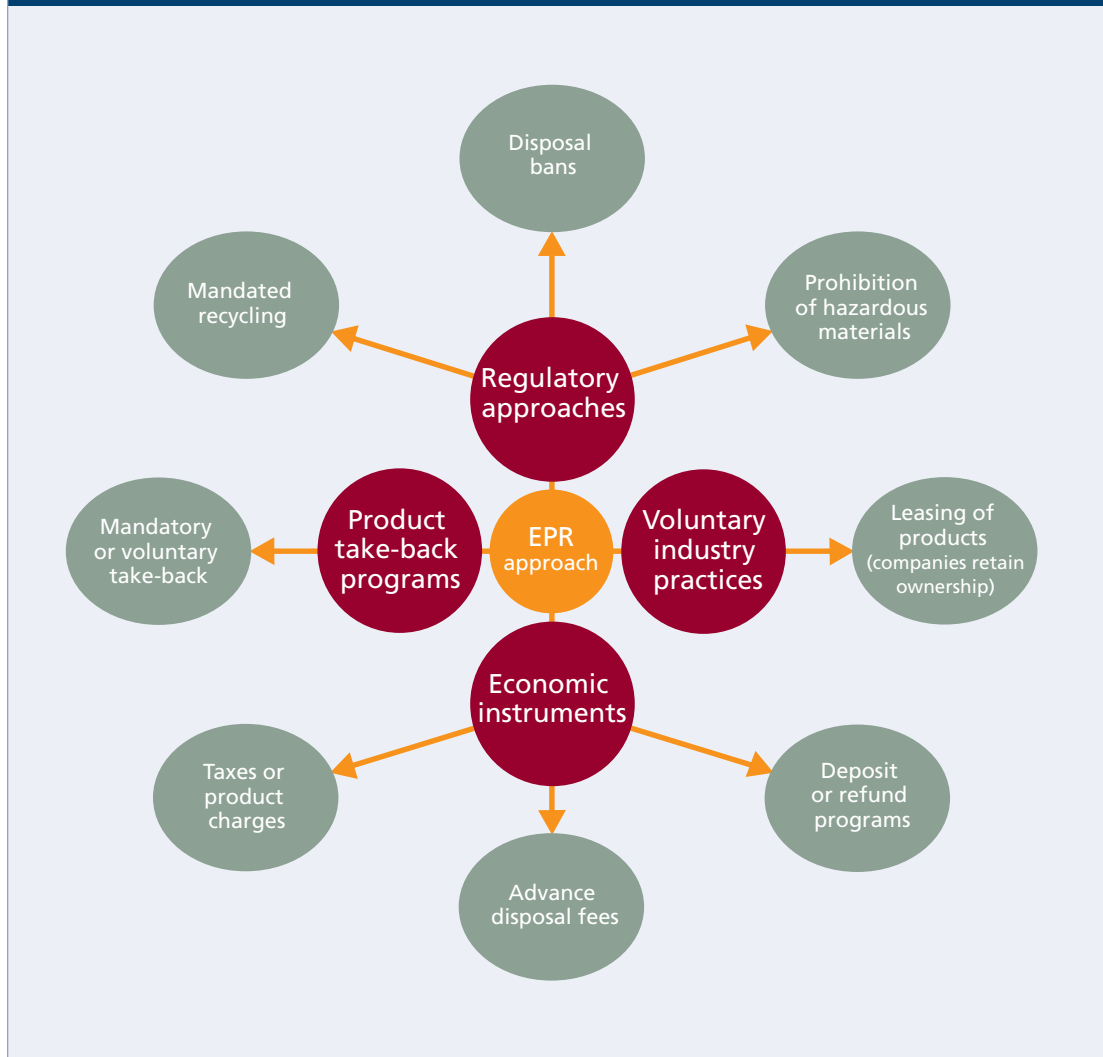 Disposal
bans
Mandated
recycling
Prohibition
of hazardous
materials
Regulatory
approaches
Mandatory
or voluntary
take-back
Product
take-back
programs
EPR
approach
Voluntary
industry
practices
Leasing of
products
(companies retain
ownership)
Economic
instruments
Taxes or
product
charges
Advance
disposal fees
Deposit
or refund
programs